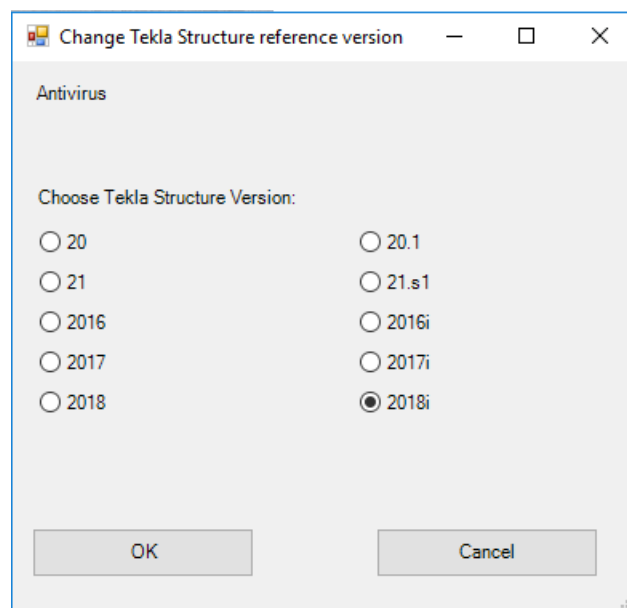 Change Tekla Structure reference version
Antivirus
Choose Tekla Structure Version:
20 20.1
21 21.s1
2016 2016i
2017 2017i
2018 2018i
OK Cancel